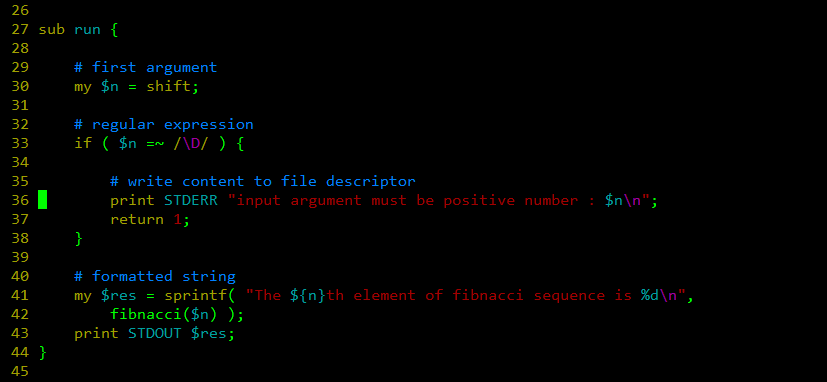 26
27 sub run {
28
29     # first argument
30     my $n = shift;
31
32     # regular expression
33     if ( $n =~ /\D/ ) {
34
35         # write content to file descriptor
36         print STDERR "input argument must be positive number : $n\n";
37         return 1;
38     }
39
40     # formatted string
41     my $res = sprintf( "The ${n}th element of fibnacci sequence is %d\n",
42         fibnacci($n) );
43     print STDOUT $res;
44 }
45